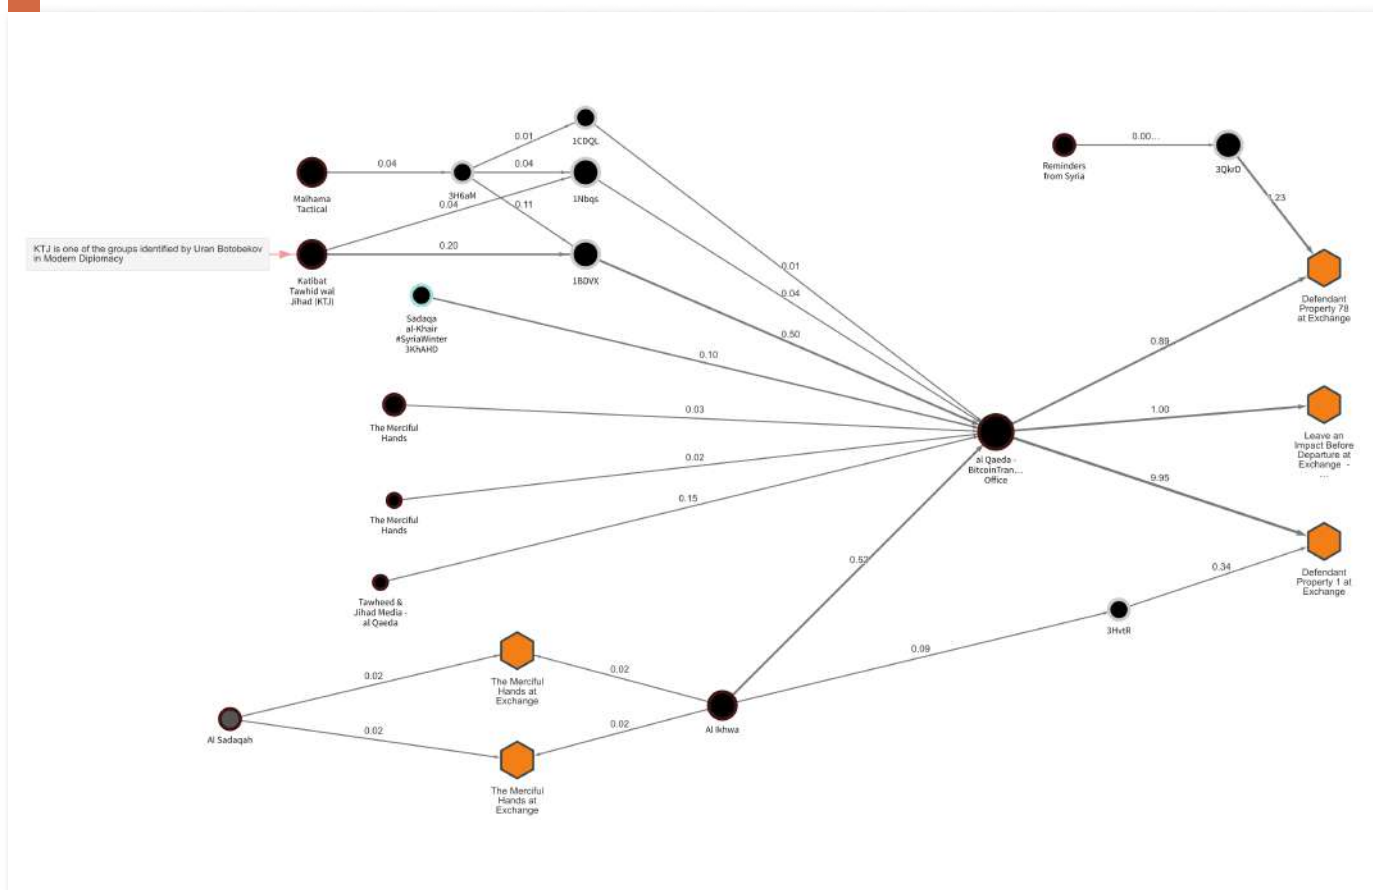 0.01
1CDQL
0.04
0.04
3H6aM
0.04
0.11
1Nbqs
Malhama
Tactical
0.00...
Reminders
from Syria
3QkrD
.23
KTJ is one of the groups identified by Uran Botobekov
in Modern Diplomacy
0.20
Katibat
Tawhid wal
Jihad (KTJ)
1BDVX
0.01
0.04
0.50
Sadaqa
al-Khair
#SyriaWinter
3KhAHD
0.10
Defendant
Property 78
at Exchange
0.89
The Merciful
Hands
0.03
1.00
Leave an
Impact Before
Departure at
Exchange -
...
al Qaeda -
BitcoinTran...
Office
0.02
9.95
The Merciful
Hands
0.15
0.52
0.34
Defendant
Property 1 at
Exchange
Tawheed &
Jihad Media -
al Qaeda
3HvtR
0.09
0.02
0.02
The Merciful
Hands at
Exchange
0.02
0.02
Al Sadaqah
Al Ikhwa
The Merciful
Hands at
Exchange